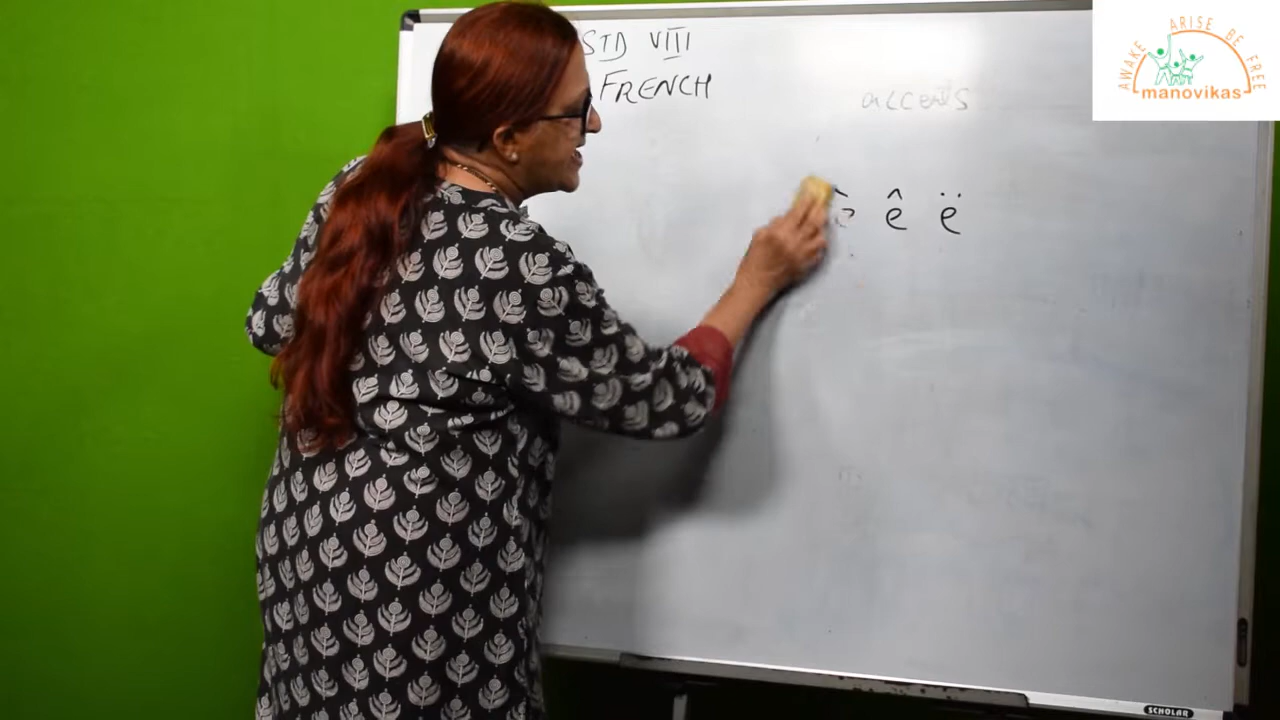 STD VIII
FRENCH
accents
ê ë
AWAKE ARISE BE FREE
manovikas
SCHOLAR